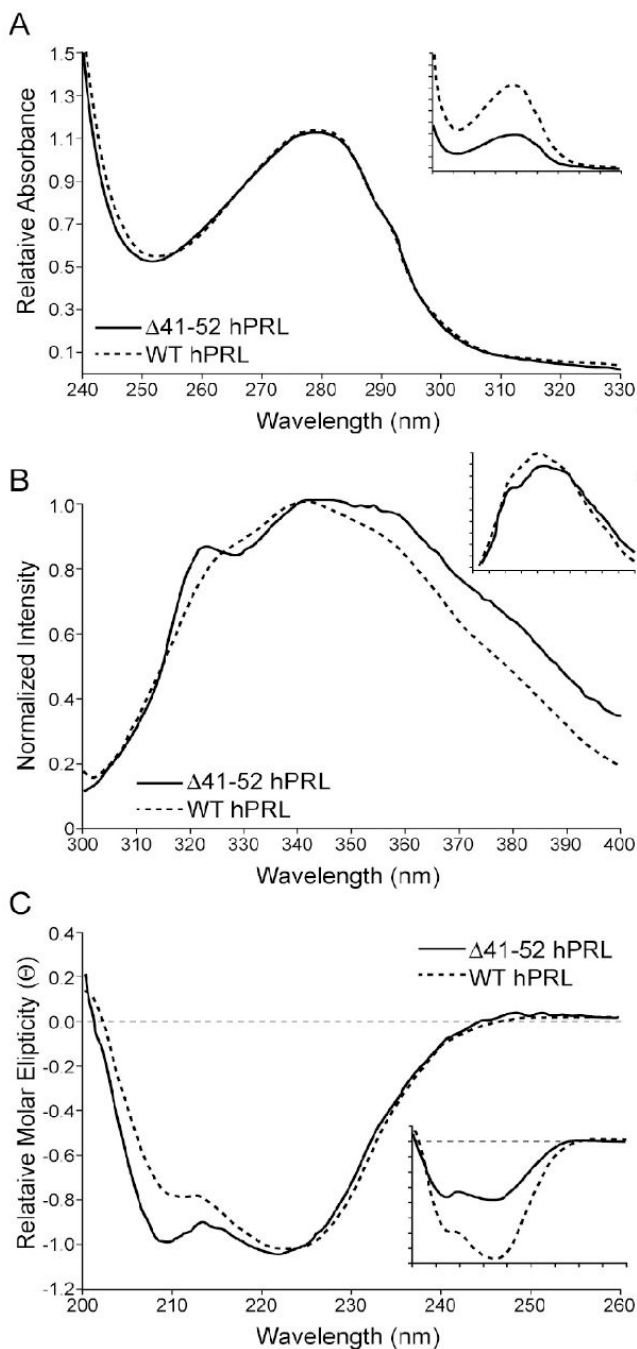 A
1.5
1.3
1.1
0.9
0.7
0.5
0.3
0.1
Relataive Absorbance
Δ41-52 hPRL
WT hPRL
240 250 260 270 280 290 300 310 320 330
Wavelength (nm)
B
1.0
0.8
0.6
0.4
0.2
0
Normalized Intensity
Δ41-52 hPRL
WT hPRL
300 310 320 330 340 350 360 370 380 390 400
Wavelength (nm)
C
0.4
0.2
0.0
-0.2
-0.4
-0.6
-0.8
-1.0
-1.2
Relataive Molar Elipticity (Θ)
Δ41-52 hPRL
WT hPRL
200 210 220 230 240 250 260
Wavelength (nm)